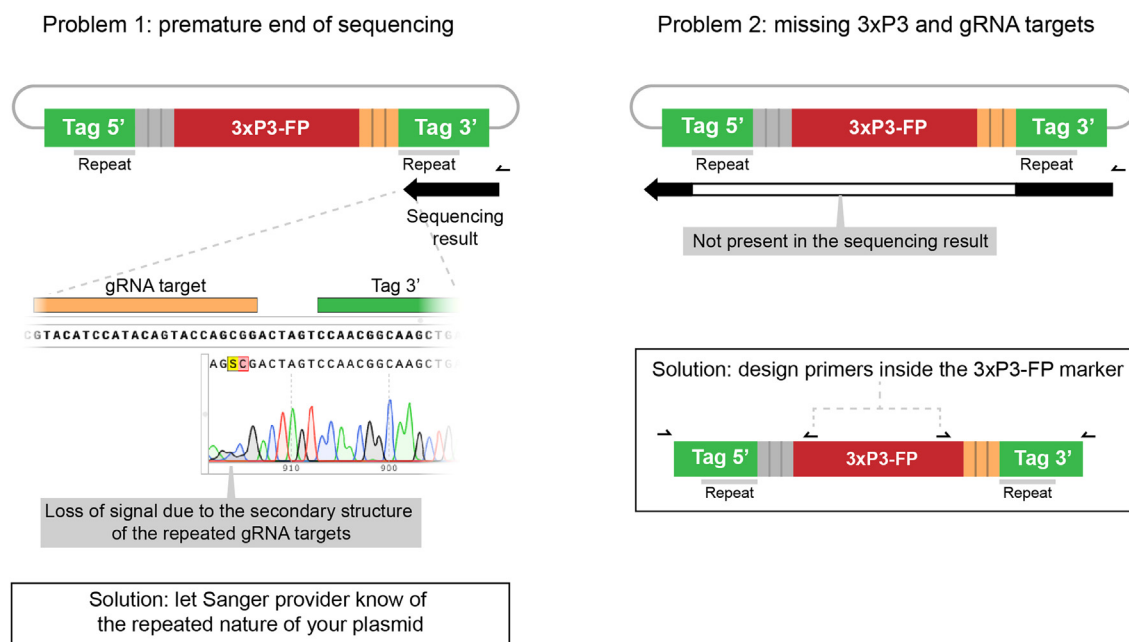 Problem 1: premature end of sequencing
Tag 5’
3xP3-FP
Tag 3’
Repeat
Repeat
Sequencing
result
gRNA target
Tag 3’
CGTACATCCATACAGTACCAGCGGACTAGTCCAACGGCAAGCTGA
AGSCGACTAGTCCAACGGCAAGCTGA
910
900
Loss of signal due to the secondary structure
of the repeated gRNA targets
Solution: let Sanger provider know of
the repeated nature of your plasmid
Problem 2: missing 3xP3 and gRNA targets
Tag 5’
3xP3-FP
Tag 3’
Repeat
Repeat
Not present in the sequencing result
Solution: design primers inside the 3xP3-FP marker
Tag 5’
3xP3-FP
Tag 3’
Repeat
Repeat